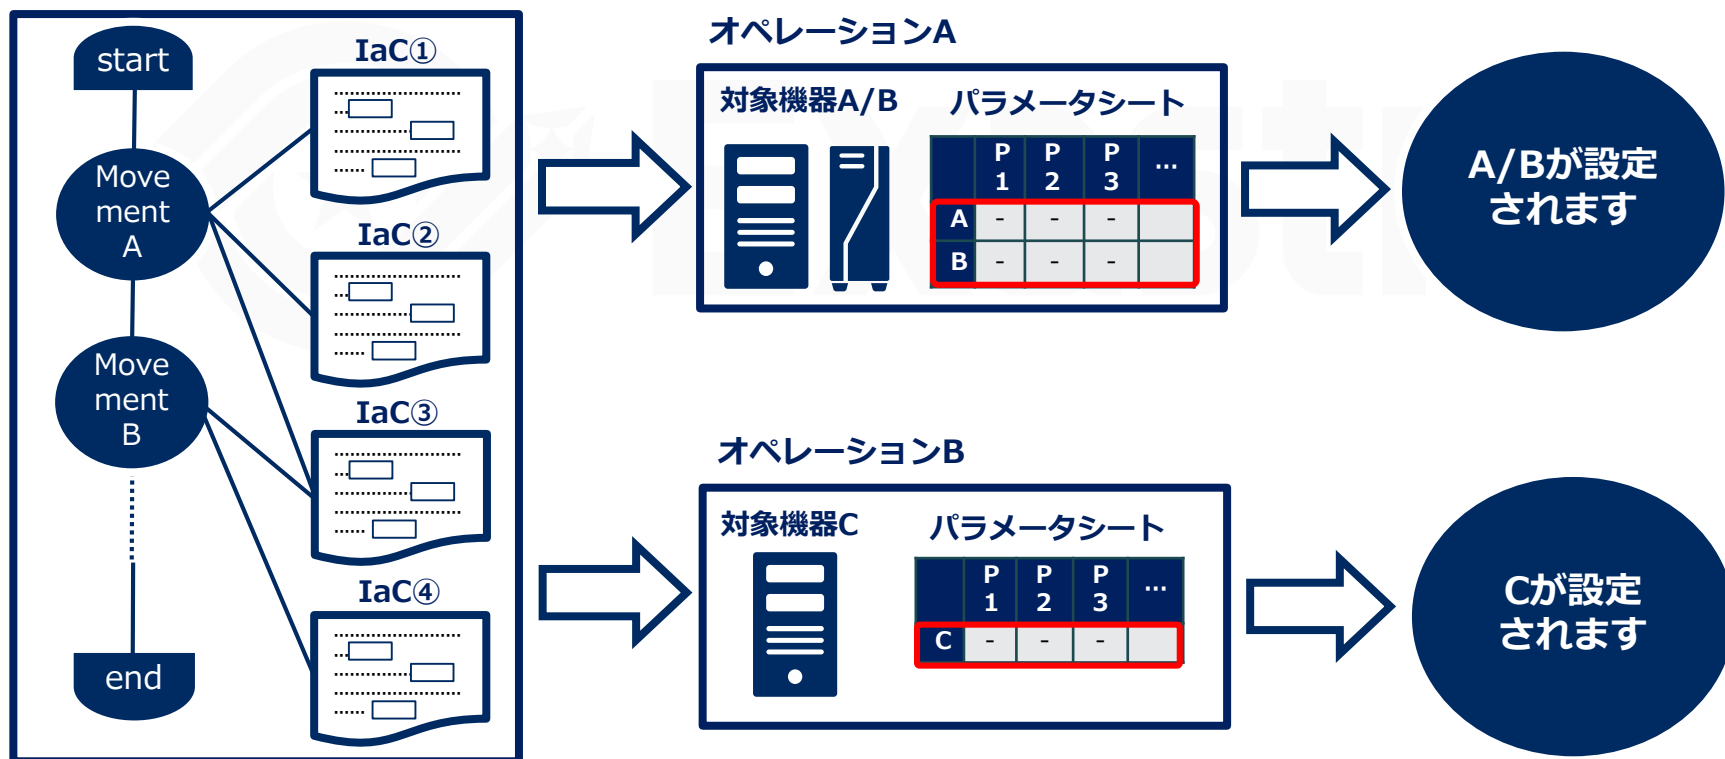 start
Move
ment
A
Move
ment
B
end
IaC①
IaC②
IaC③
IaC④
オペレーションA
対象機器A/B
パラメータシート
P
1
P
2
P
3
...
A - - -
B - - -
A/Bが設定
されます
オペレーションB
対象機器C
パラメータシート
P
1
P
2
P
3
...
C - - -
Cが設定
されます